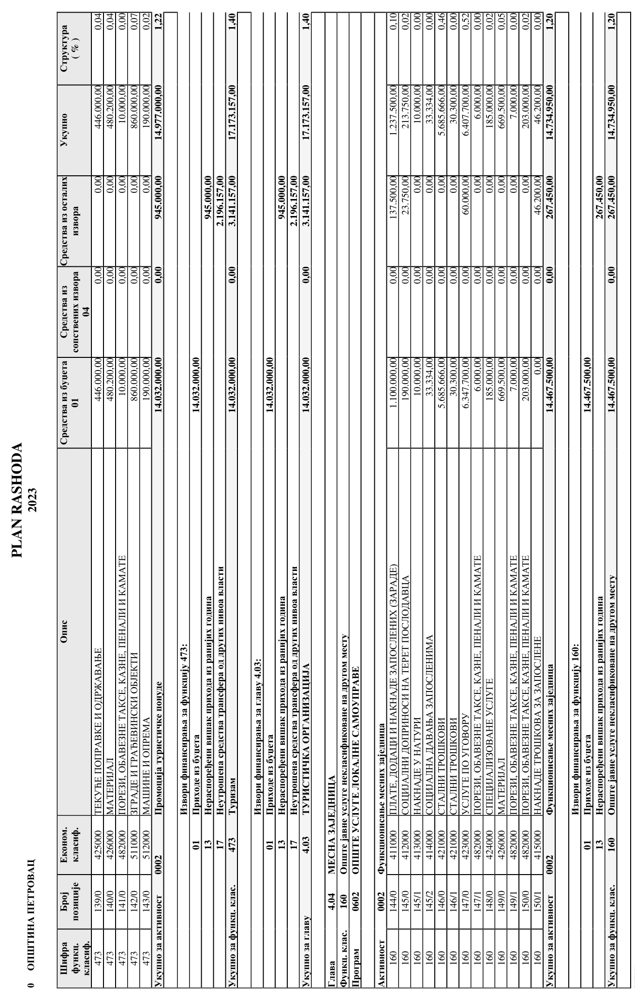 PLAN RASHODA
2023
0 ОПШТИНА ПЕТРОВАЦ
Шифра функц. класиф. Број позиције Економ. класиф. Опис Средства из буџета 01 Средства из сопствених извора 04 Средства из осталих извора Укупно Структура ( % )
473 139/0 425000 ТЕКУЋЕ ПОПРАВКЕ И ОДРЖАВАЊЕ 446.000,00 0,00 0,00 446.000,00 0,04
473 140/0 426000 МАТЕРИЈАЛ 480.200,00 0,00 0,00 480.200,00 0,04
473 141/0 482000 ПОРЕЗИ, ОБАВЕЗНЕ ТАКСЕ, КАЗНЕ, ПЕНАЛИ И КАМАТЕ 10.000,00 0,00 0,00 10.000,00 0,00
473 142/0 511000 ЗГРАДЕ И ГРАЂЕВИНСКИ ОБЈЕКТИ 860.000,00 0,00 0,00 860.000,00 0,07
473 143/0 512000 МАШИНЕ И ОПРЕМА 190.000,00 0,00 0,00 190.000,00 0,02
Укупно за активност 0002 Промоција туристичке понуде 14.032.000,00 0,00 945.000,00 14.977.000,00 1,22
Извори финансирања за функцију 473:
01 Приходе из буџета 14.032.000,00
13 Нераспоређени вишак прихода из ранијих година 945.000,00
17 Неутрошена средства трансфера од других нивоа власти 2.196.157,00
Укупно за функц. клас. 473 Туризам 14.032.000,00 0,00 3.141.157,00 17.173.157,00 1,40
Извори финансирања за главу 4.03:
01 Приходе из буџета 14.032.000,00
13 Нераспоређени вишак прихода из ранијих година 945.000,00
17 Неутрошена средства трансфера од других нивоа власти 2.196.157,00
Укупно за главу 4.03 ТУРИСТИЧКА ОРГАНИЗАЦИЈА 14.032.000,00 0,00 3.141.157,00 17.173.157,00 1,40
Глава 4.04 МЕСНА ЗАЈЕДНИЦА
Функц. клас. 160 Опште јавне услуге некласификоване на другом месту
Програм 0602 ОПШТЕ УСЛУГЕ ЛОКАЛНЕ САМОУПРАВЕ
Активност 0002 Функционисање месних заједница
160 144/0 411000 ПЛАТЕ, ДОДАЦИ И НАКНАДЕ ЗАПОСЛЕНИХ (ЗАРАДЕ) 1.100.000,00 0,00 137.500,00 1.237.500,00 0,10
160 145/0 412000 СОЦИЈАЛНИ ДОПРИНОСИ НА ТЕРЕТ ПОСЛОДАВЦА 190.000,00 0,00 23.750,00 213.750,00 0,02
160 145/1 413000 НАКНАДЕ У НАТУРИ 10.000,00 0,00 0,00 10.000,00 0,00
160 145/2 414000 СОЦИЈАЛНА ДАВАЊА ЗАПОСЛЕНИМА 33.334,00 0,00 0,00 33.334,00 0,00
160 146/0 421000 СТАЛНИ ТРОШКОВИ 5.685.666,00 0,00 0,00 5.685.666,00 0,46
160 146/1 421000 СТАЛНИ ТРОШКОВИ 30.300,00 0,00 0,00 30.300,00 0,00
160 147/0 423000 УСЛУГЕ ПО УГОВОРУ 6.347.700,00 0,00 60.000,00 6.407.700,00 0,52
160 147/1 482000 ПОРЕЗИ, ОБАВЕЗНЕ ТАКСЕ, КАЗНЕ, ПЕНАЛИ И КАМАТЕ 6.000,00 0,00 0,00 6.000,00 0,00
160 148/0 424000 СПЕЦИЈАЛИЗОВАНЕ УСЛУГЕ 185.000,00 0,00 0,00 185.000,00 0,02
160 149/0 426000 МАТЕРИЈАЛ 669.500,00 0,00 0,00 669.500,00 0,05
160 149/1 482000 ПОРЕЗИ, ОБАВЕЗНЕ ТАКСЕ, КАЗНЕ, ПЕНАЛИ И КАМАТЕ 7.000,00 0,00 0,00 7.000,00 0,00
160 150/0 482000 ПОРЕЗИ, ОБАВЕЗНЕ ТАКСЕ, КАЗНЕ, ПЕНАЛИ И КАМАТЕ 203.000,00 0,00 0,00 203.000,00 0,02
160 150/1 415000 НАКНАДЕ ТРОШКОВА ЗА ЗАПОСЛЕНЕ 0,00 0,00 46.200,00 46.200,00 0,00
Укупно за активност 0002 Функционисање месних заједница 14.467.500,00 0,00 267.450,00 14.734.950,00 1,20
Извори финансирања за функцију 160:
01 Приходе из буџета 14.467.500,00
13 Нераспоређени вишак прихода из ранијих година 267.450,00
Укупно за функц. клас. 160 Опште јавне услуге некласификоване на другом месту 14.467.500,00 0,00 267.450,00 14.734.950,00 1,20